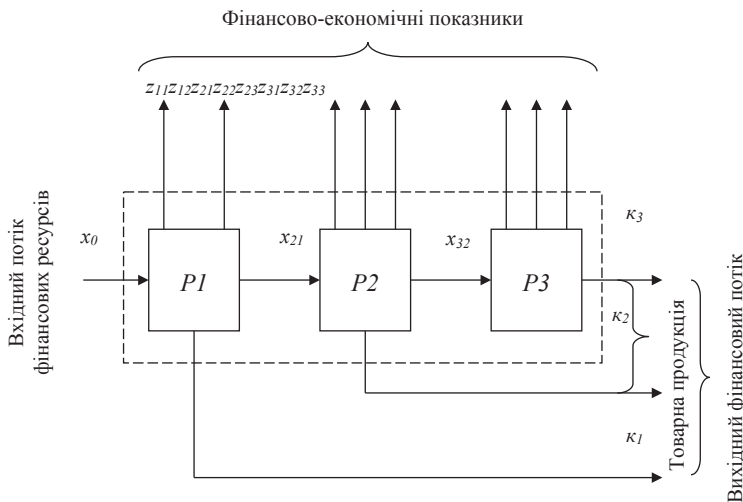 Фінансово-економічні показники
z11z12z21z22z23z31z32z33
Вхідний потік
фінансових ресурсів
x0
x21
x32
к3
P1
P2
P3
к2
к1
Товарна продукція
Вихідний фінансовий потік